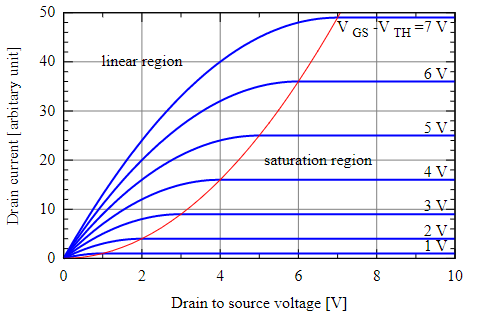 50
40
30
20
10
0
Drain current [arbitary unit]
linear region
saturation region
V GS -V TH =7 V
6 V
5 V
4 V
3 V
2 V
1 V
0 2 4 6 8 10
Drain to source voltage [V]